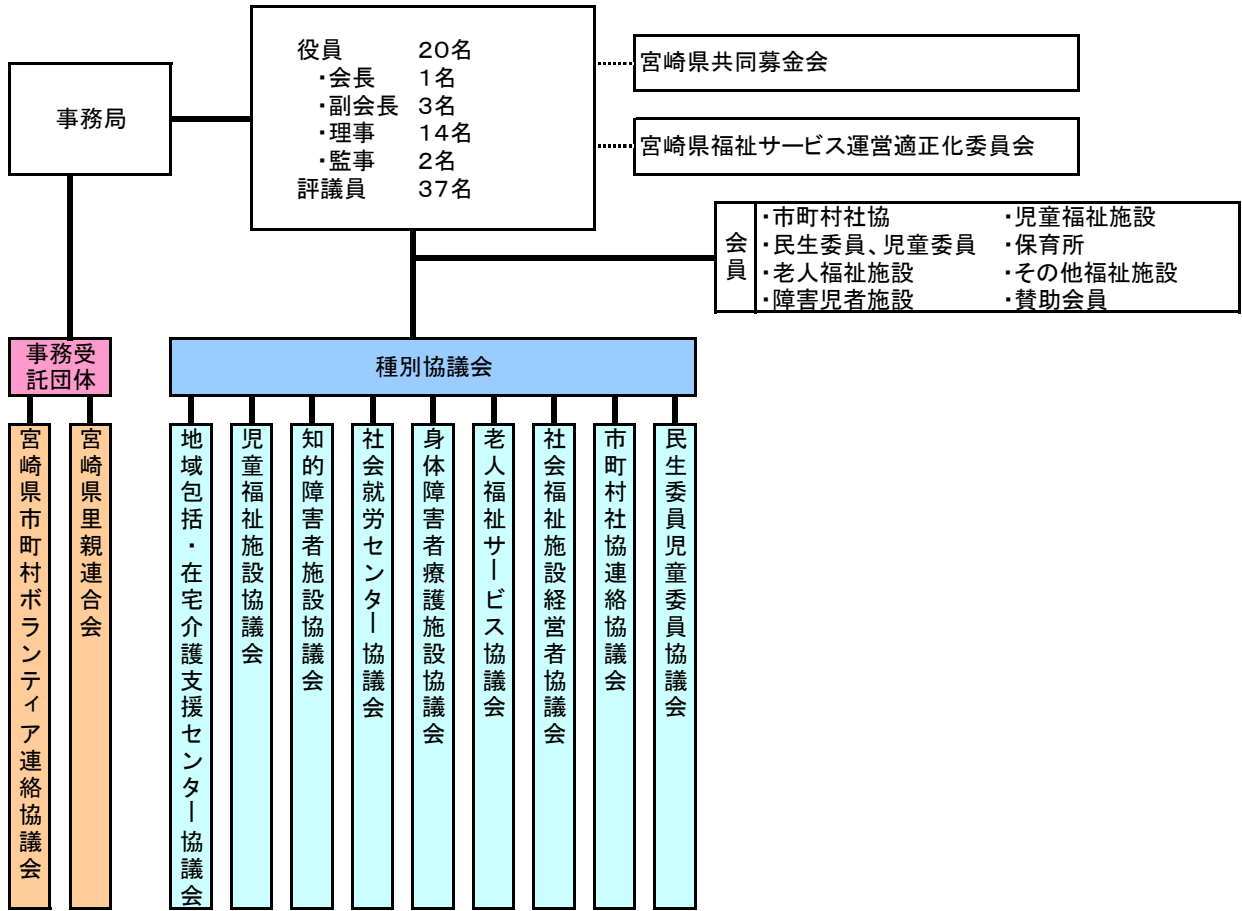 事務局
役員 20名
・会長 1名
・副会長 3名
・理事 14名
・監事 2名
評議員 37名
宮崎県共同募金会
宮崎県福祉サービス運営適正化委員会
会員
・市町村社協 ・児童福祉施設
・民生委員、児童委員 ・保育所
・老人福祉施設 ・その他福祉施設
・障害児者施設 ・賛助会員
事務受
託団体
種別協議会
宮崎県市町村ボランティア連絡協議会
宮崎県里親連合会
地域包括・在宅介護支援センター協議会
児童福祉施設協議会
知的障害者施設協議会
社会就労センター協議会
身体障害者療護施設協議会
老人福祉サービス協議会
社会福祉施設経営者協議会
市町村社協連絡協議会
民生委員児童委員協議会